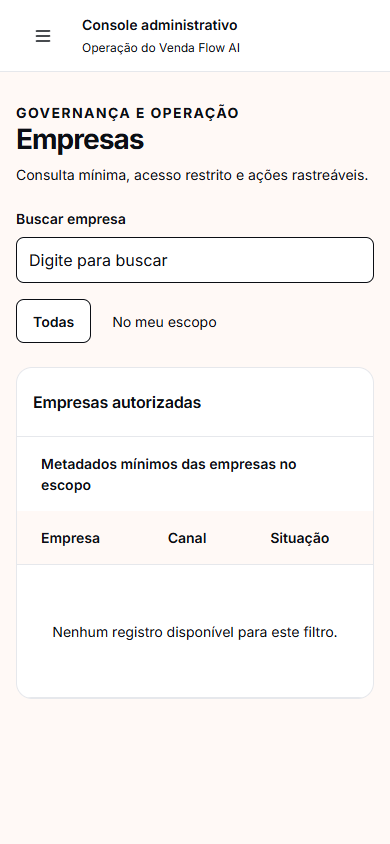 Console administrativo
Operação do Venda Flow AI
GOVERNANÇA E OPERAÇÃO
Empresas
Consulta mínima, acesso restrito e ações rastreáveis.
Buscar empresa
Digite para buscar
Todas
No meu escopo
Empresas autorizadas
Metadados mínimos das empresas no
escopo
Empresa
Canal
Situação
Nenhum registro disponível para este filtro.